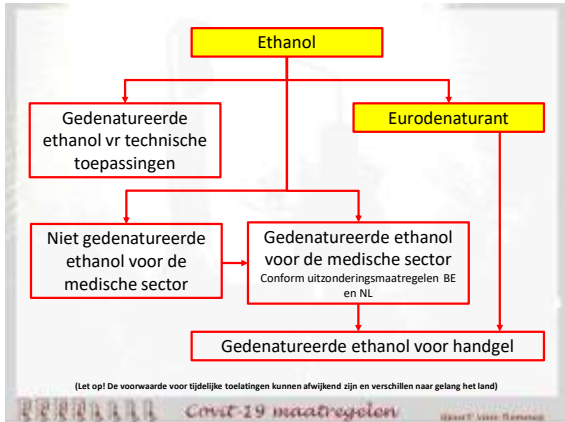 Ethanol
Gedenatureerde
ethanol vr technische
toepassingen
Eurodenaturant
Niet gedenatureerde
ethanol voor de
medische sector
Gedenatureerde ethanol
voor de medische sector
Conform uitzonderingsmaatregelen BE
en NL
Gedenatureerde ethanol voor handgel
(Let op! De voorwaarde voor tijdelijke toelatingen kunnen afwijkend zijn en verschillen naar gelang het land)
Covit-19 maatregelen